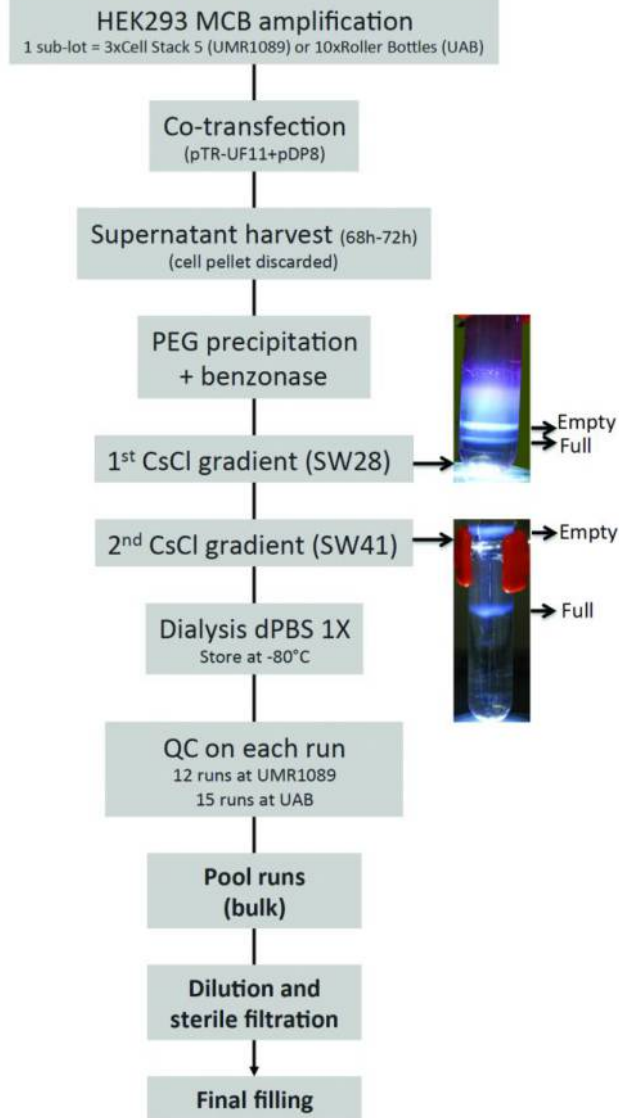 HEK293 MCB amplification
1 sub-lot = 3xCell Stack 5 (UMR1089) or 10xRoller Bottles (UAB)
Co-transfection
(pTR-UF11+pDP8)
Supernatant harvest (68h-72h)
(cell pellet discarded)
PEG precipitation
+ benzonase
Empty
Full
1st CsCl gradient (SW28)
2nd CsCl gradient (SW41)
Empty
Full
Dialysis dPBS 1X
Store at -80°C
QC on each run
12 runs at UMR1089
15 runs at UAB
Pool runs
(bulk)
Dilution and
sterile filtration
Final filling